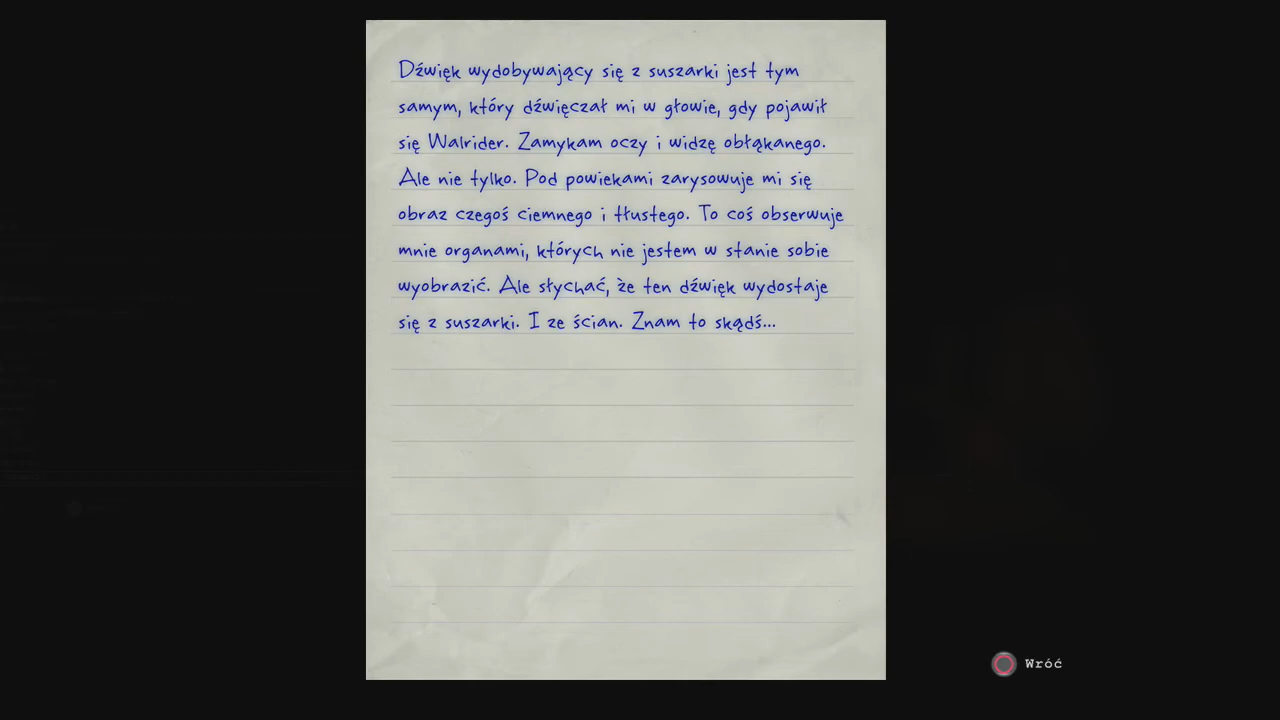 Dźwięk wydobywający się z suszarki jest tym
samym, który dźwięczał mi w głowie, gdy pojawił
się Walrider. Zamykam oczy i widzę obłąkanego.
Ale nie tylko. Pod powiekami zarysowuje mi się
obraz czegoś ciemnego i tłustego. To coś obserwuje
mnie organami, których nie jestem w stanie sobie
wyobrazić. Ale słychać, że ten dźwięk wydostaje
się z suszarki. I ze ścian. Znam to skądś...
Wróć